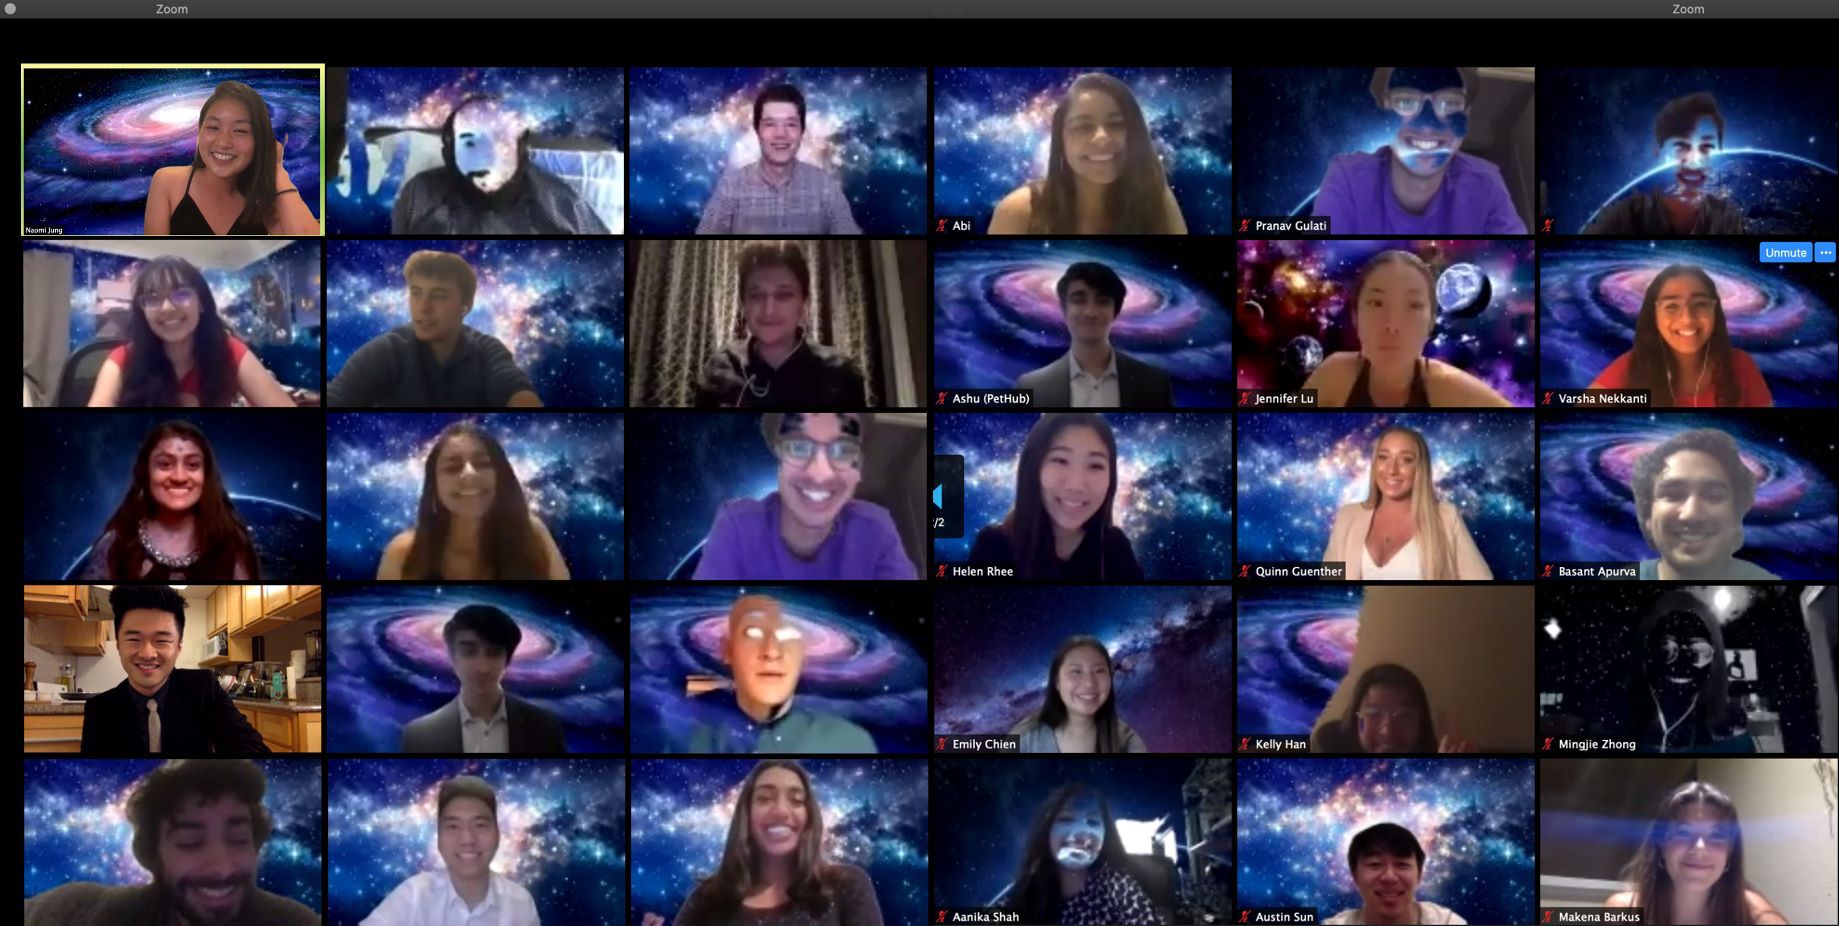 Zoom
Zoom
Naomi Jung
Abi
Pranav Gulati
Unmute
Ashu (PetHub)
Jennifer Lu
Varsha Nekkanti
/2
Helen Rhee
Quinn Guenther
Basant Apurva
Emily Chien
Kelly Han
Mingjie Zhong
Aanika Shah
Austin Sun
Makena Barkus